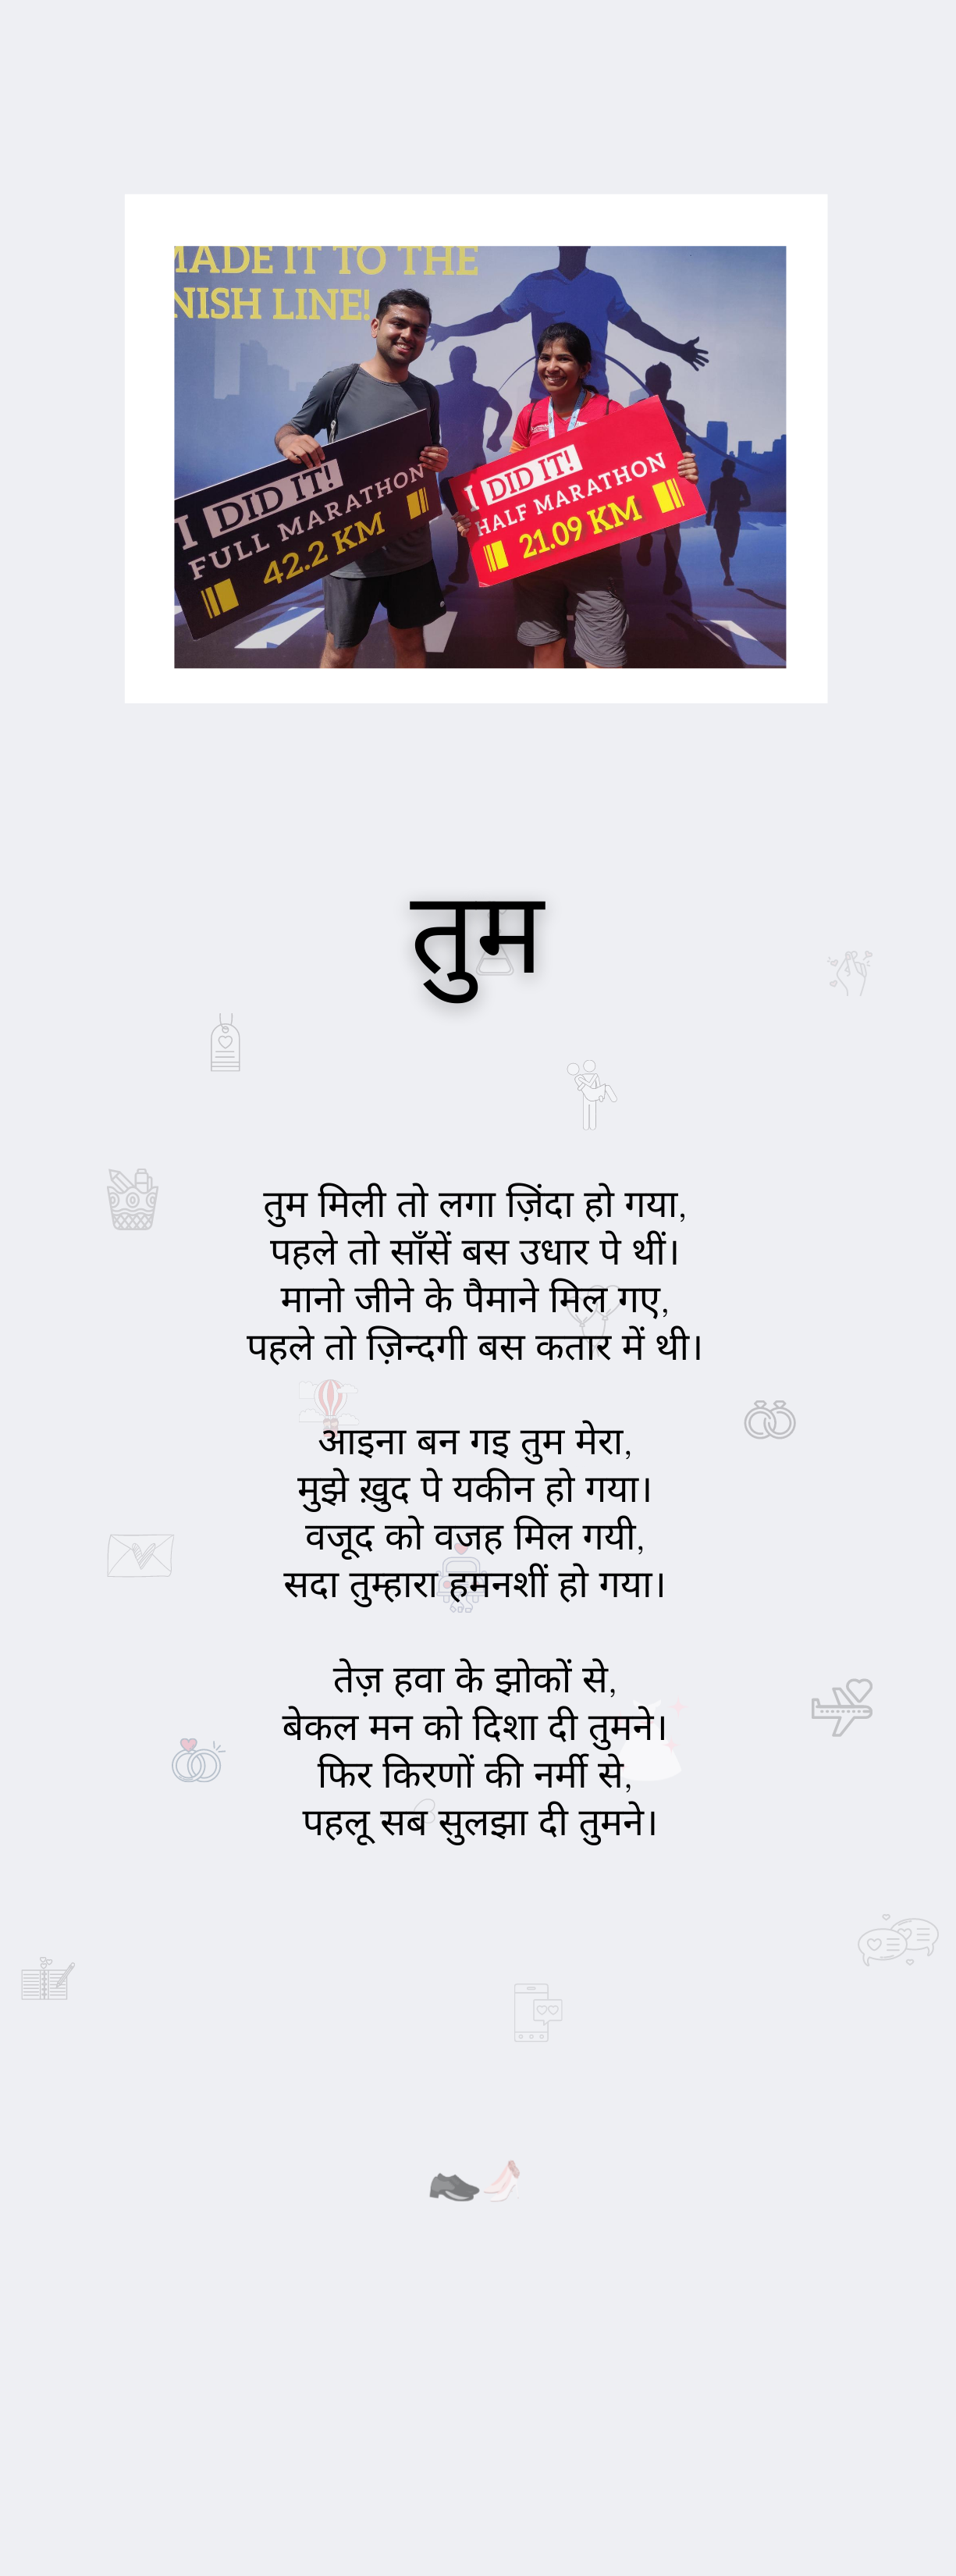 MADE IT TO THE
NISH LINE!
I DID IT!
FULL MARATHON
42.2 KM
I DID IT!
HALF MARATHON
21.09 KM
तुम
तुम मिली तो लगा ज़िंदा हो गया,
पहले तो साँसें बस उधार पे थीं।
मानो जीने के पैमाने मिल गए,
पहले तो ज़िन्दगी बस कतार में थी।
आइना बन गइ तुम मेरा,
मुझे ख़ुद पे यकीन हो गया।
वजूद को वजह मिल गयी,
सदा तुम्हारा हमनशीं हो गया।
तेज़ हवा के झोकों से,
बेकल मन को दिशा दी तुमने।
फिर किरणों की नर्मी से,
पहलू सब सुलझा दी तुमने।